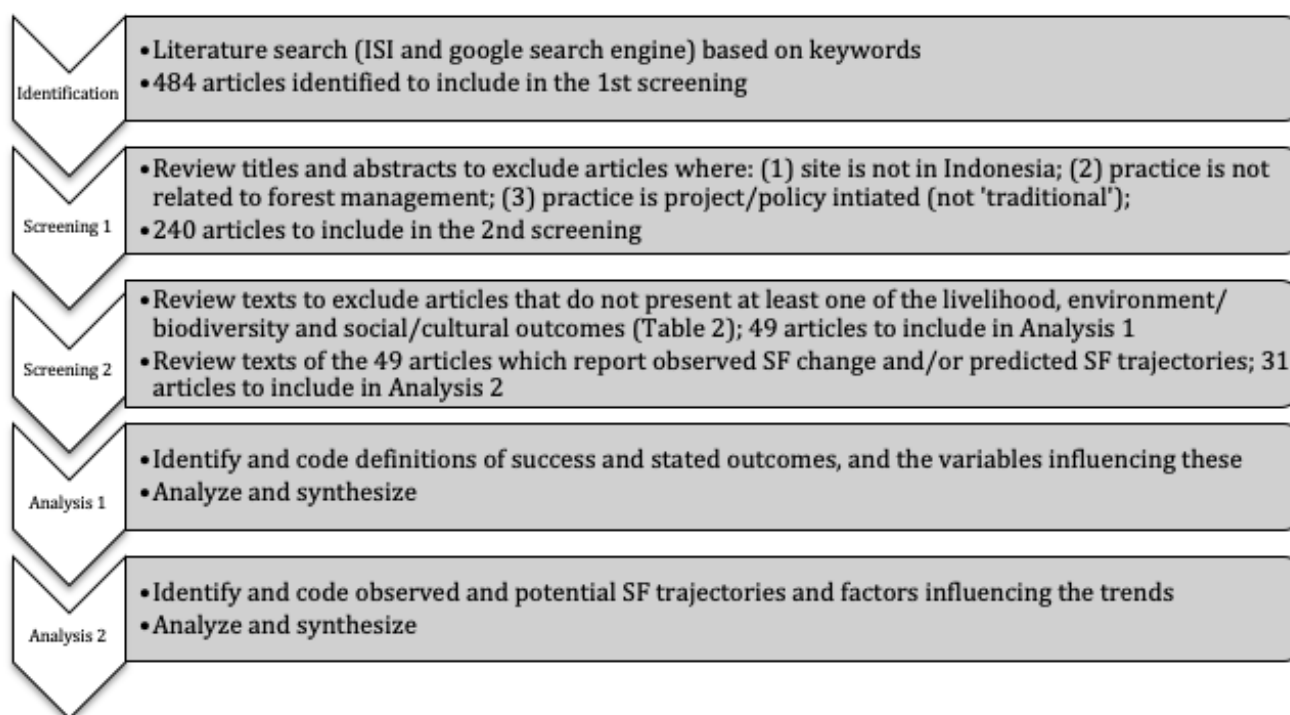 Identification
•Literature search (ISI and google search engine) based on keywords
•484 articles identified to include in the 1st screening
Screening 1
•Review titles and abstracts to exclude articles where: (1) site is not in Indonesia; (2) practice is not
related to forest management; (3) practice is project/policy intiated (not 'traditional');
•240 articles to include in the 2nd screening
Screening 2
•Review texts to exclude articles that do not present at least one of the livelihood, environment/
biodiversity and social/cultural outcomes (Table 2); 49 articles to include in Analysis 1
•Review texts of the 49 articles which report observed SF change and/or predicted SF trajectories; 31
articles to include in Analysis 2
Analysis 1
•Identify and code definitions of success and stated outcomes, and the variables influencing these
•Analyze and synthesize
Analysis 2
•Identify and code observed and potential SF trajectories and factors influencing the trends
•Analyze and synthesize